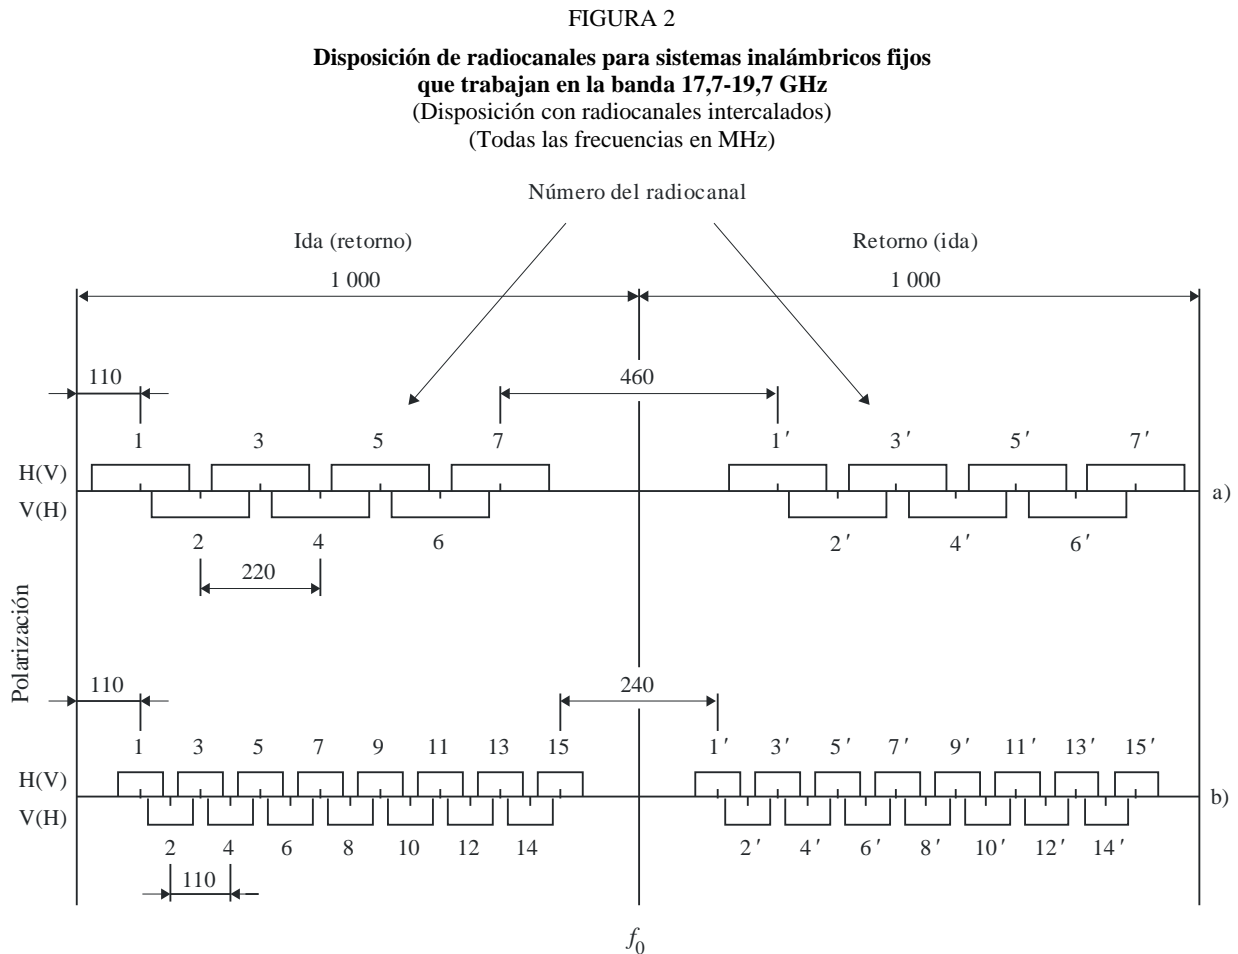 FIGURA 2
Disposición de radiocanales para sistemas inalámbricos fijos
que trabajan en la banda 17,7-19,7 GHz
(Disposición con radiocanales intercalados)
(Todas las frecuencias en MHz)
Número del radiocanal
Ida (retorno) Retorno (ida)
1 000 1 000
110 460
1 3 5 7 1′ 3′ 5′ 7′
H(V)
a)
V(H)
2 4 6 2′ 4′ 6′
220
Polarización
110 240
1 3 5 7 9 11 13 15 1′ 3′ 5′ 7′ 9′ 11′ 13′ 15′
H(V)
b)
V(H)
2 4 6 8 10 12 14 2′ 4′ 6′ 8′ 10′ 12′ 14′
110
f0